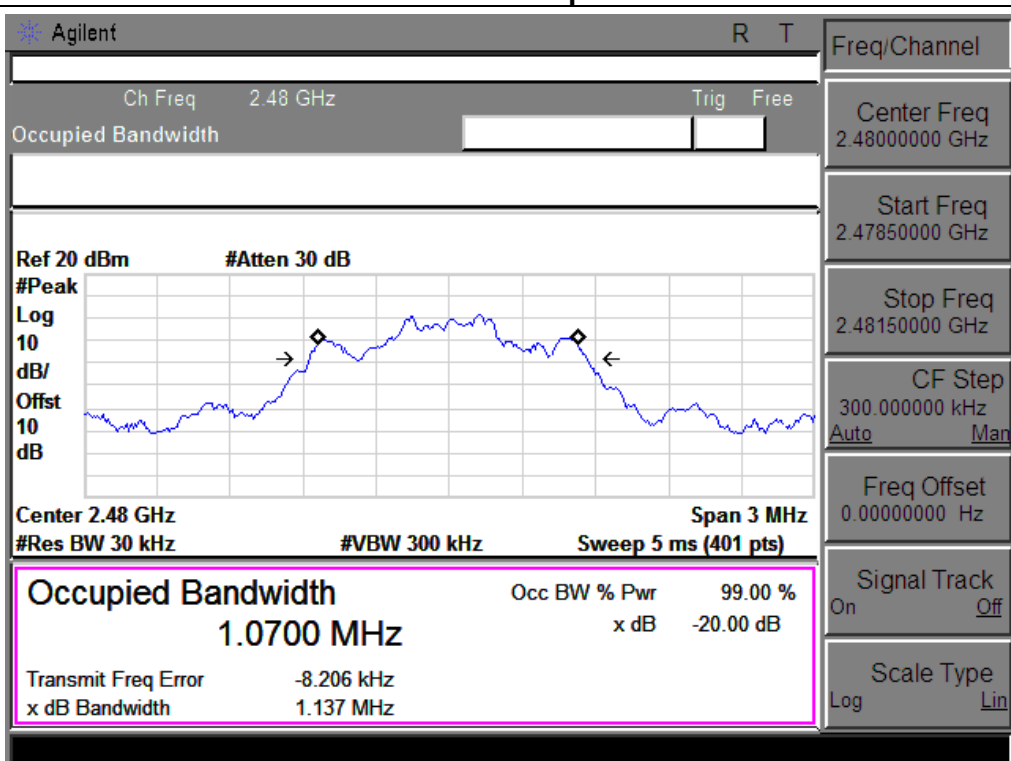 Agilent R T
Ch Freq 2.48 GHz Trig Free
Occupied Bandwidth
Ref 20 dBm #Atten 30 dB
#Peak
Log
10
dB/
Offst
10
dB
Center 2.48 GHz Span 3 MHz
#Res BW 30 kHz #VBW 300 kHz Sweep 5 ms (401 pts)
Occupied Bandwidth
1.0700 MHz
Occ BW % Pwr 99.00 %
x dB -20.00 dB
Transmit Freq Error -8.206 kHz
x dB Bandwidth 1.137 MHz
Freq/Channel
Center Freq
2.48000000 GHz
Start Freq
2.47850000 GHz
Stop Freq
2.48150000 GHz
CF Step
300.000000 kHz
Auto Man
Freq Offset
0.00000000 Hz
Signal Track
On Off
Scale Type
Log Lin